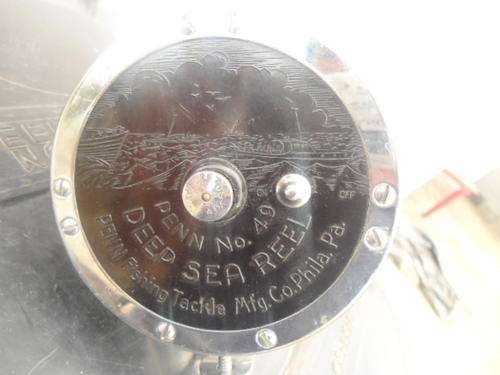 OFF
PENN No. 49
DEEP SEA REEL
PENN Fishing Tackle Mfg. Co. Phila, Pa.